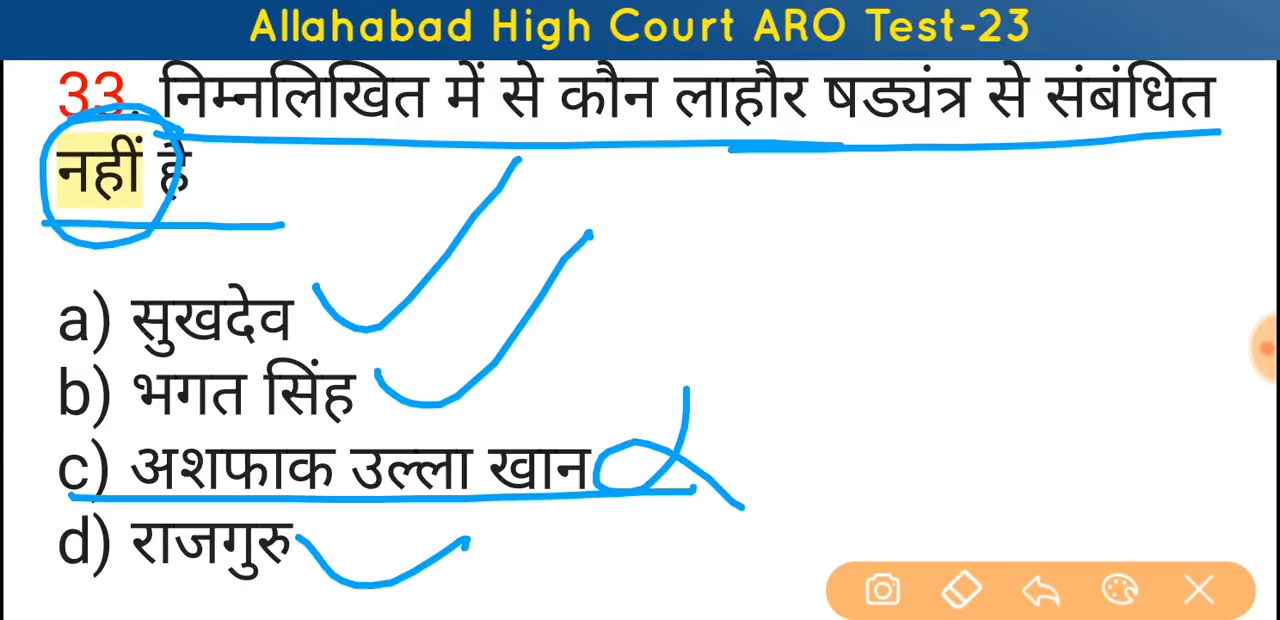 Allahabad High Court ARO Test-23
33. निम्नलिखित में से कौन लाहौर षड्यंत्र से संबंधित
नहीं है
a) सुखदेव
b) भगत सिंह
c) अशफाक उल्ला खान
d) राजगुरु